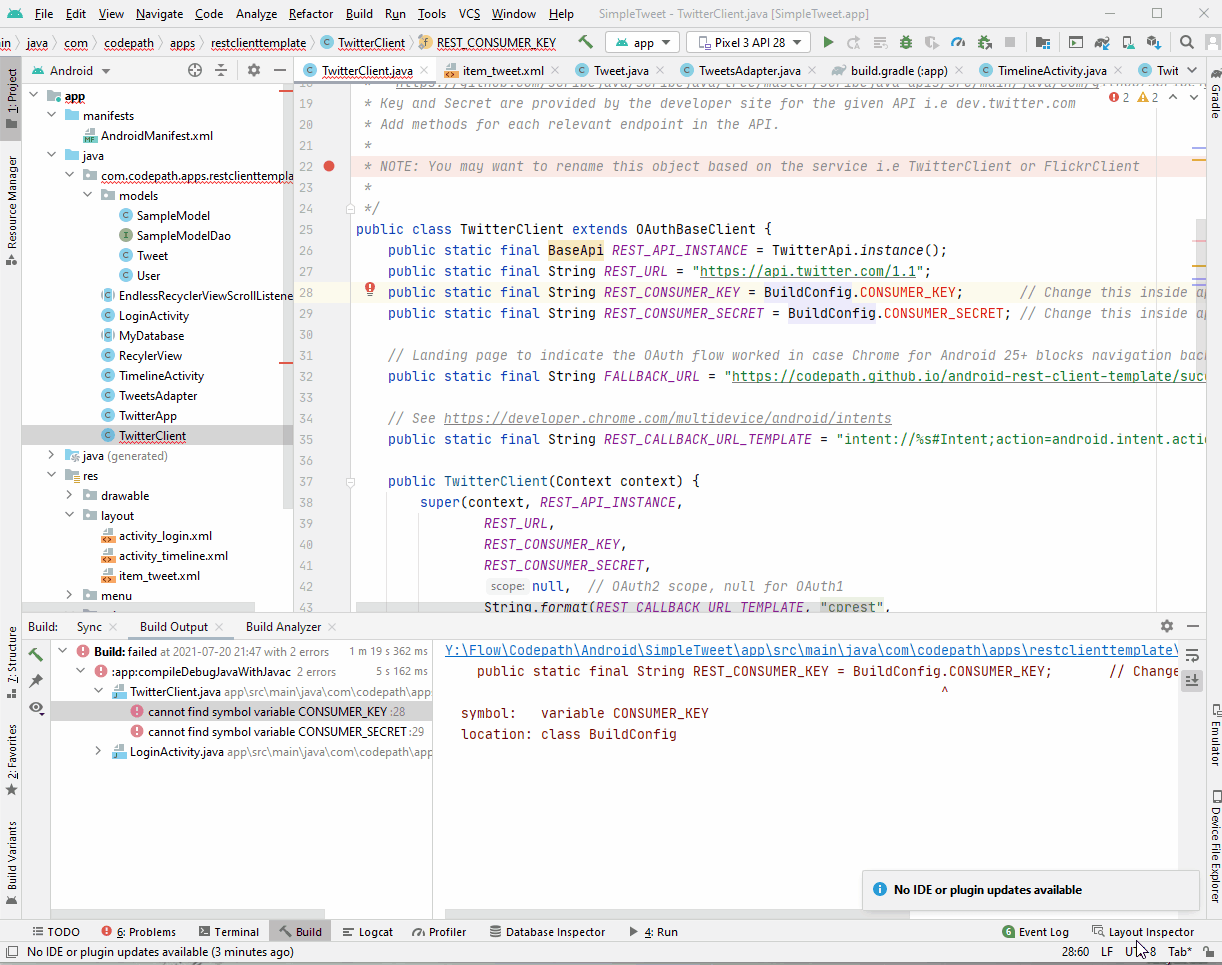 File Edit View Navigate Code Analyze Refactor Build Run Tools VCS Window Help SimpleTweet - TwitterClient.java [SimpleTweet.app]
in java com codepath apps restclienttemplate TwitterClient REST_CONSUMER_KEY app Pixel 3 API 28
Android TwitterClient.java item_tweet.xml Tweet.java TweetsAdapter.java build.gradle (:app) TimelineActivity.java Twit
1: Project
Resource Manager
Z: Structure
2: Favorites
Build Variants
app
manifests
AndroidManifest.xml
java
com.codepath.apps.restclienttempla
models
SampleModel
SampleModelDao
Tweet
User
EndlessRecyclerViewScrollListene
LoginActivity
MyDatabase
RecylerView
TimelineActivity
TweetsAdapter
TwitterApp
TwitterClient
java (generated)
res
drawable
layout
activity_login.xml
activity_timeline.xml
item_tweet.xml
menu
2 2
19 * Key and Secret are provided by the developer site for the given API i.e dev.twitter.com
20 * Add methods for each relevant endpoint in the API.
21 *
22 * NOTE: You may want to rename this object based on the service i.e TwitterClient or FlickrClient
23 *
24 */
25 public class TwitterClient extends OAuthBaseClient {
26 public static final BaseApi REST_API_INSTANCE = TwitterApi.instance();
27 public static final String REST_URL = "https://api.twitter.com/1.1";
28 public static final String REST_CONSUMER_KEY = BuildConfig.CONSUMER_KEY; // Change this inside a
29 public static final String REST_CONSUMER_SECRET = BuildConfig.CONSUMER_SECRET; // Change this inside a
30
31 // Landing page to indicate the OAuth flow worked in case Chrome for Android 25+ blocks navigation bac
32 public static final String FALLBACK_URL = "https://codepath.github.io/android-rest-client-template/suc
33
34 // See https://developer.chrome.com/multidevice/android/intents
35 public static final String REST_CALLBACK_URL_TEMPLATE = "intent://%s#Intent;action=android.intent.acti
36
37 public TwitterClient(Context context) {
38 super(context, REST_API_INSTANCE,
39 REST_URL,
40 REST_CONSUMER_KEY,
41 REST_CONSUMER_SECRET,
42 scope: null, // OAuth2 scope, null for OAuth1
43 String.format(REST_CALLBACK_URL_TEMPLATE, "cprest",
Gradle
Emulator
Device File Explorer
Build: Sync Build Output Build Analyzer
Build: failed at 2021-07-20 21:47 with 2 errors 1 m 19 s 362 ms
:app:compileDebugJavaWithJavac 2 errors 5 s 162 ms
TwitterClient.java app\src\main\java\com\codepath\apps
cannot find symbol variable CONSUMER_KEY :28
cannot find symbol variable CONSUMER_SECRET :29
LoginActivity.java app\src\main\java\com\codepath\app
Y:\Flow\Codepath\Android\SimpleTweet\app\src\main\java\com\codepath\apps\restclienttemplate\
public static final String REST_CONSUMER_KEY = BuildConfig.CONSUMER_KEY; // Change
^
symbol: variable CONSUMER_KEY
location: class BuildConfig
No IDE or plugin updates available
TODO 6: Problems Terminal Build Logcat Profiler Database Inspector 4: Run 6 Event Log Layout Inspector
No IDE or plugin updates available (3 minutes ago) 28:60 LF UTF-8 Tab*